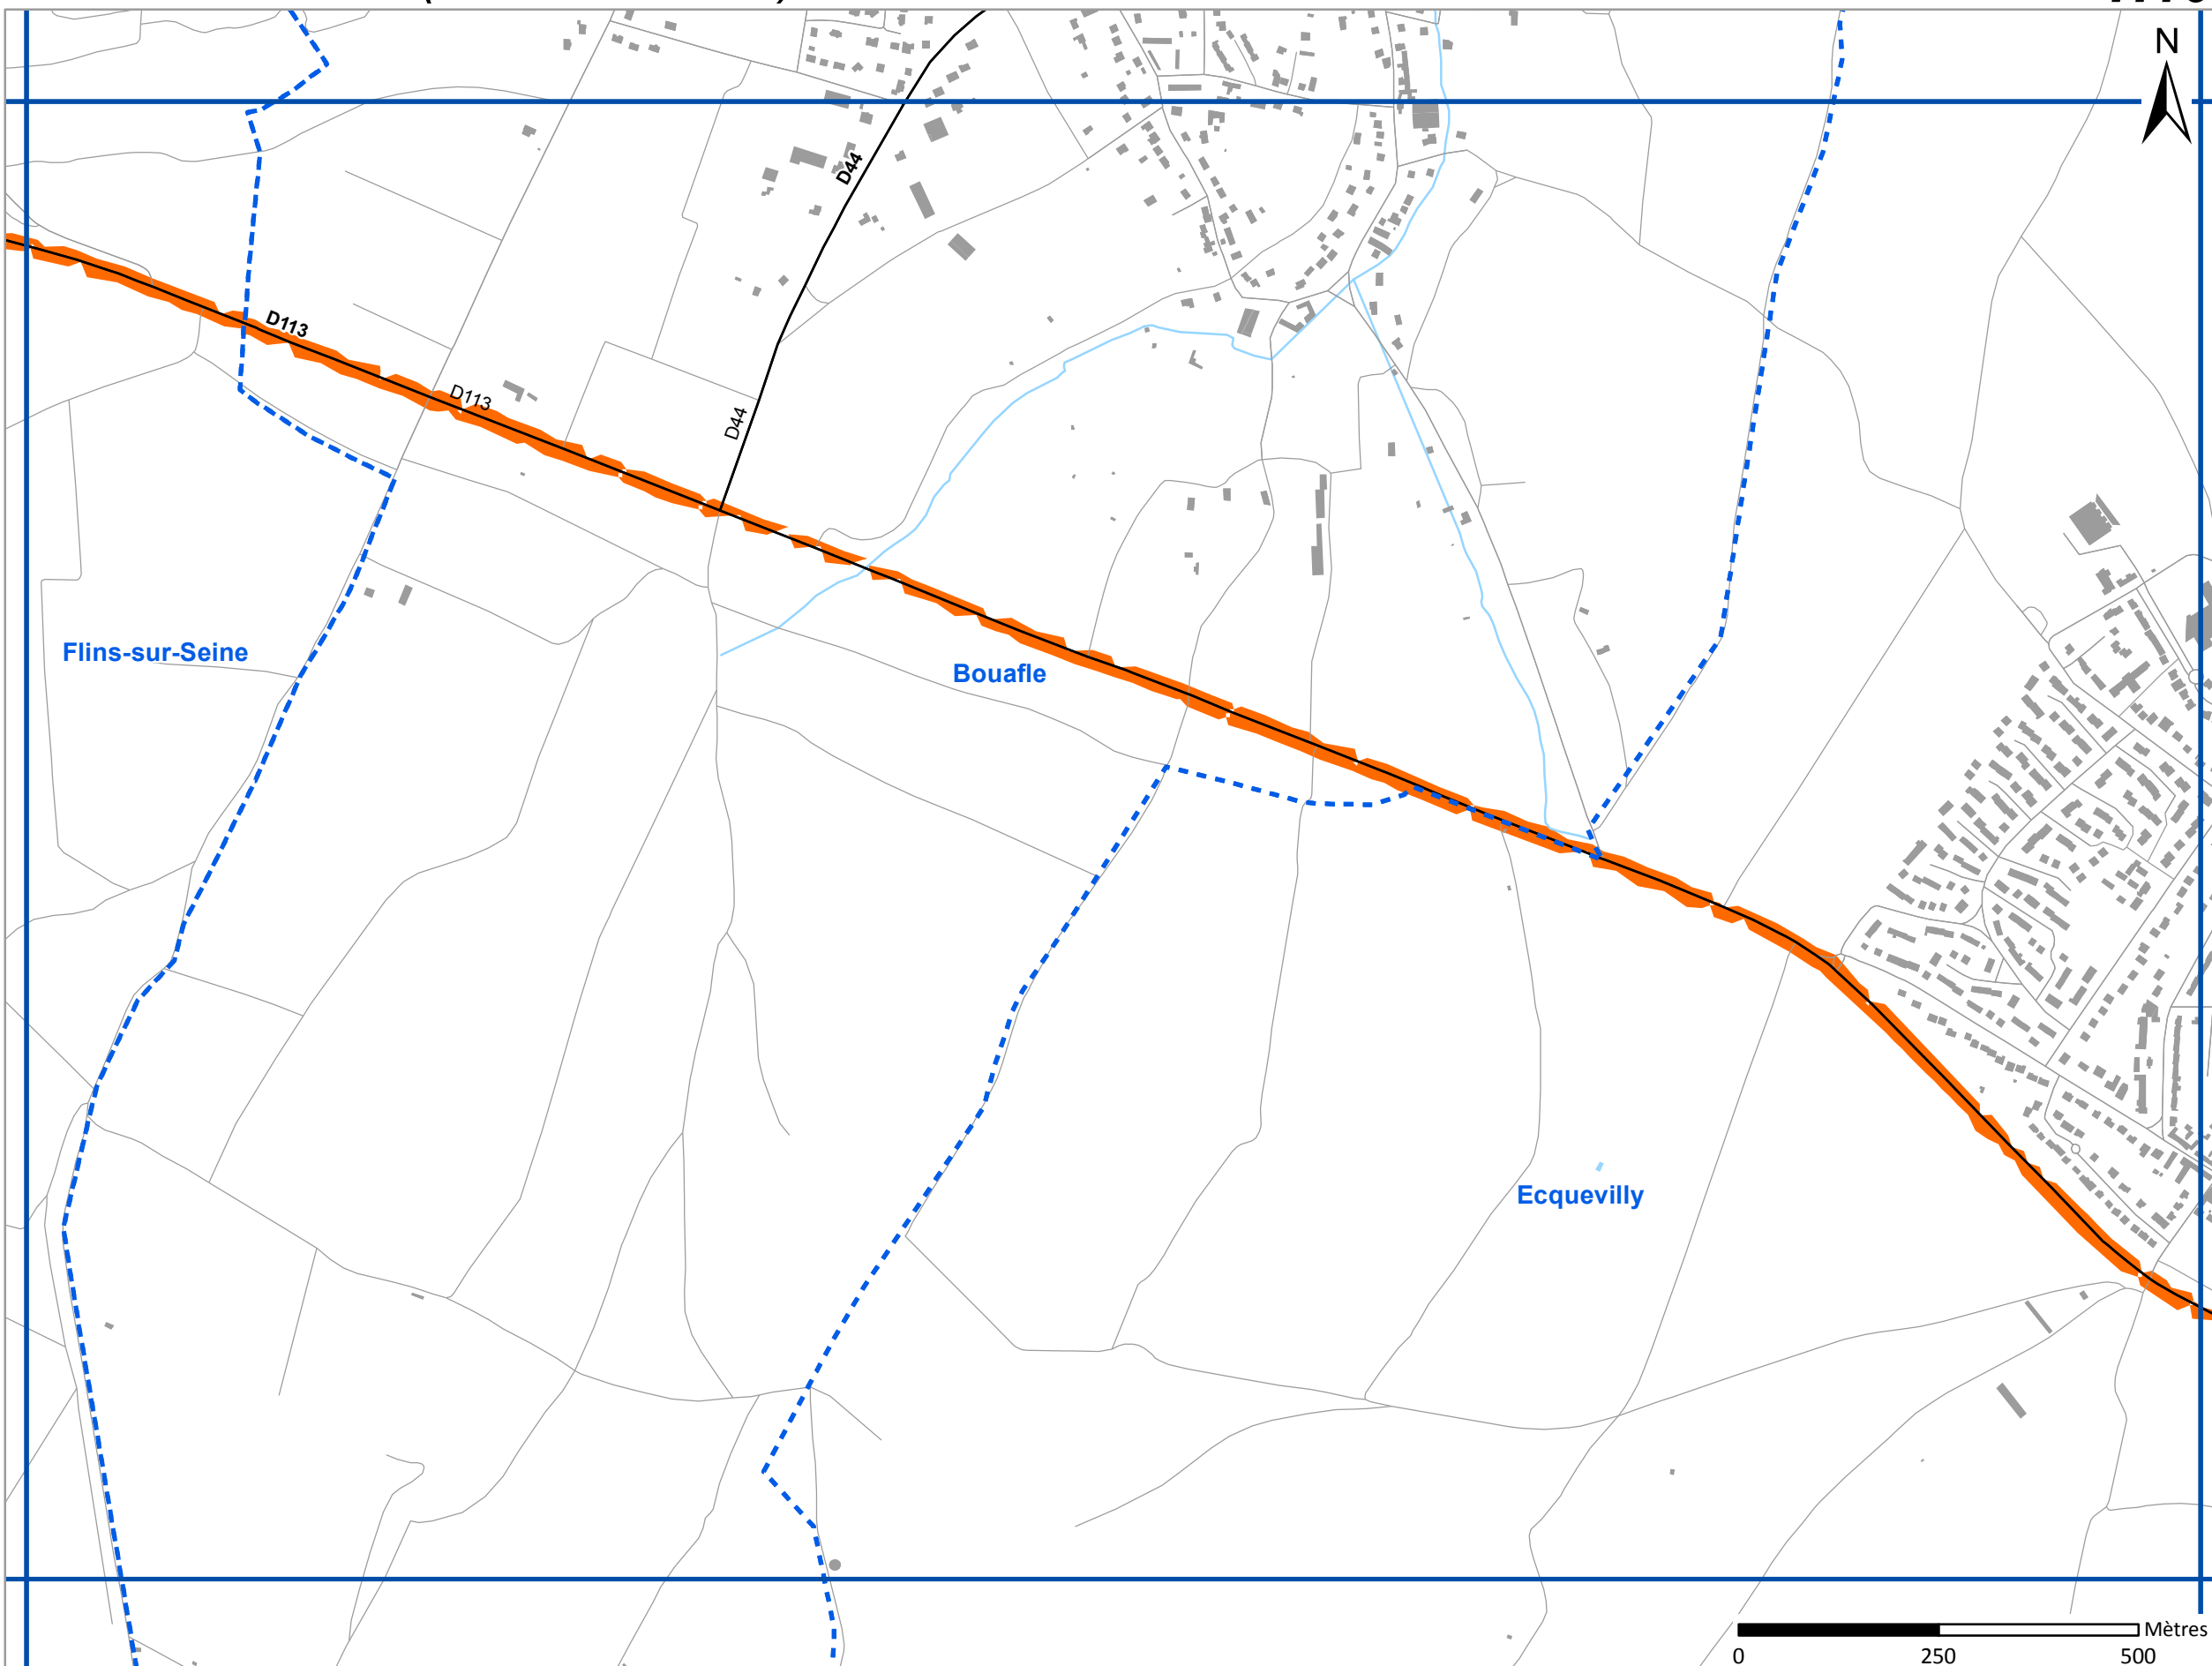 N
D44
D113
D113
D44
Flins-sur-Seine
Bouafle
Ecquevilly
Mètres
0 250 500